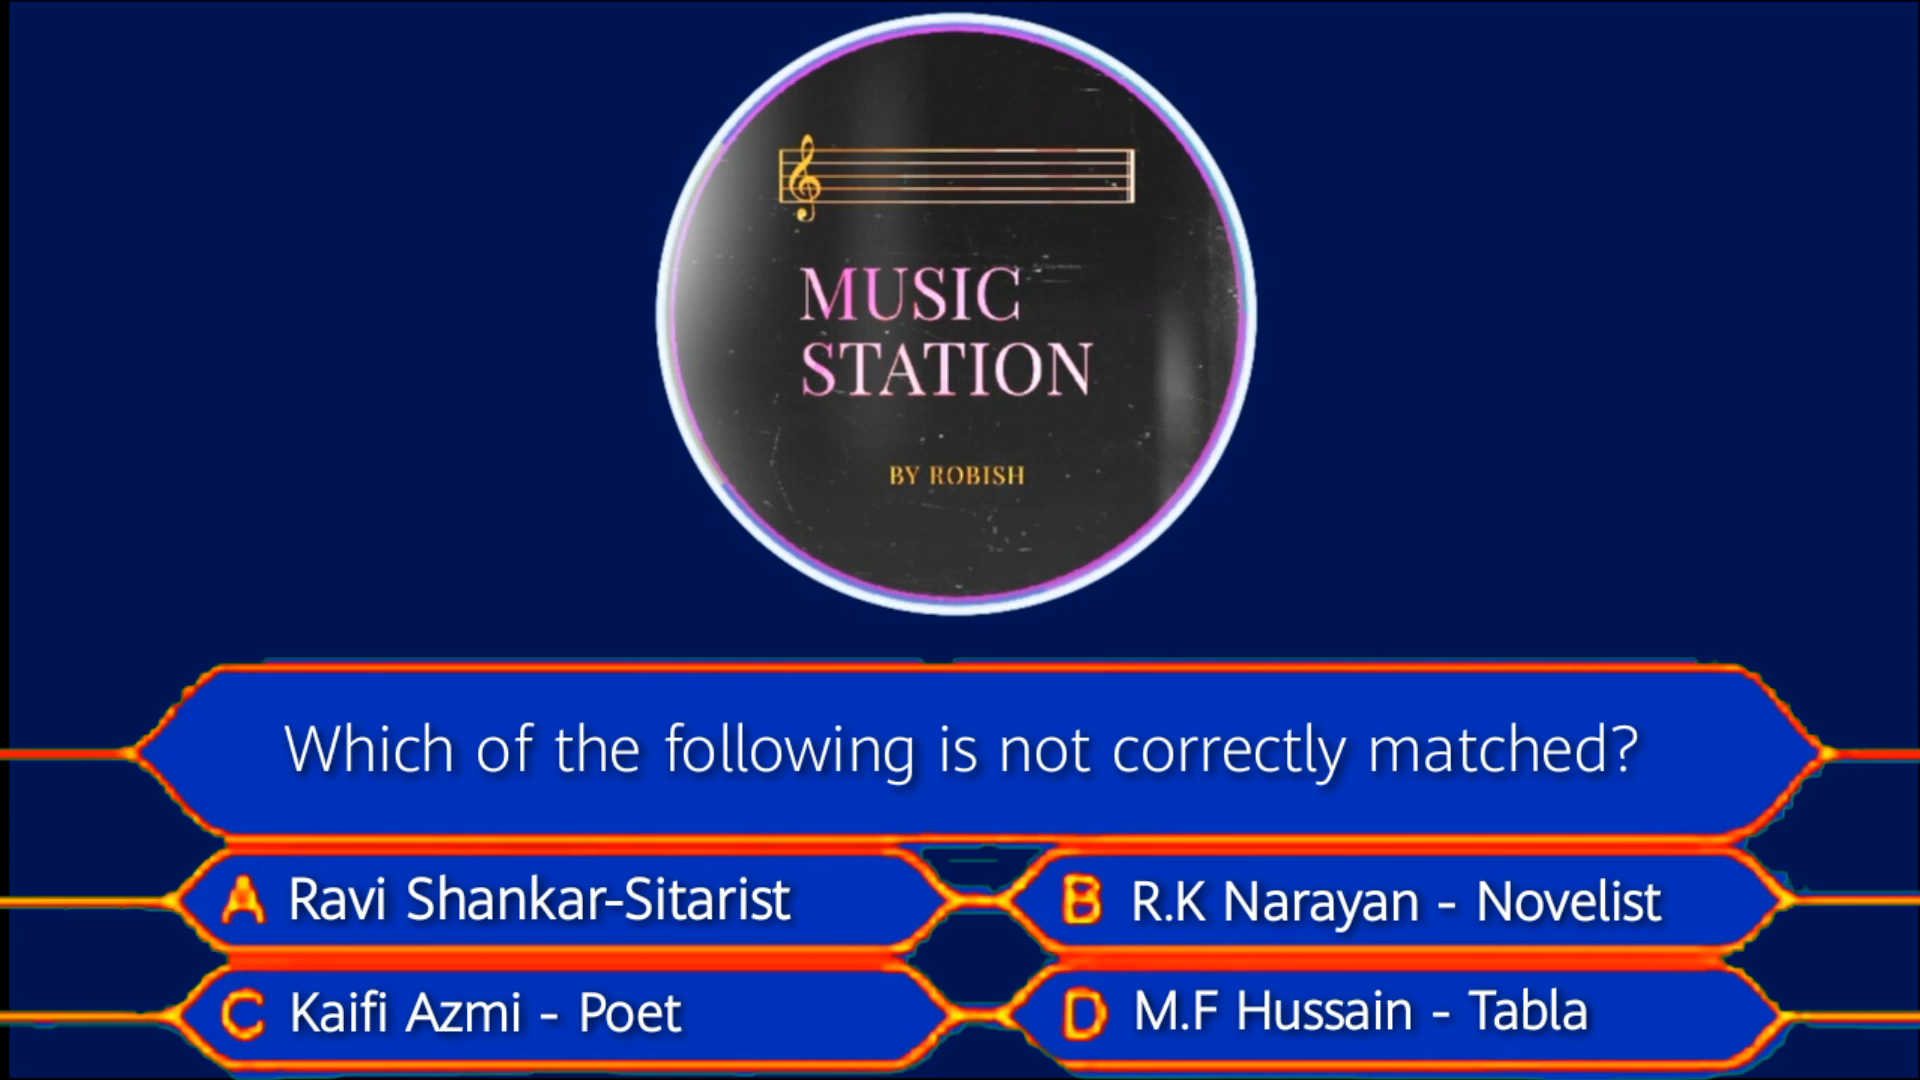 MUSIC
STATION
BY ROBISH
Which of the following is not correctly matched?
A Ravi Shankar-Sitarist
B R.K Narayan - Novelist
C Kaifi Azmi - Poet
D M.F Hussain - Tabla